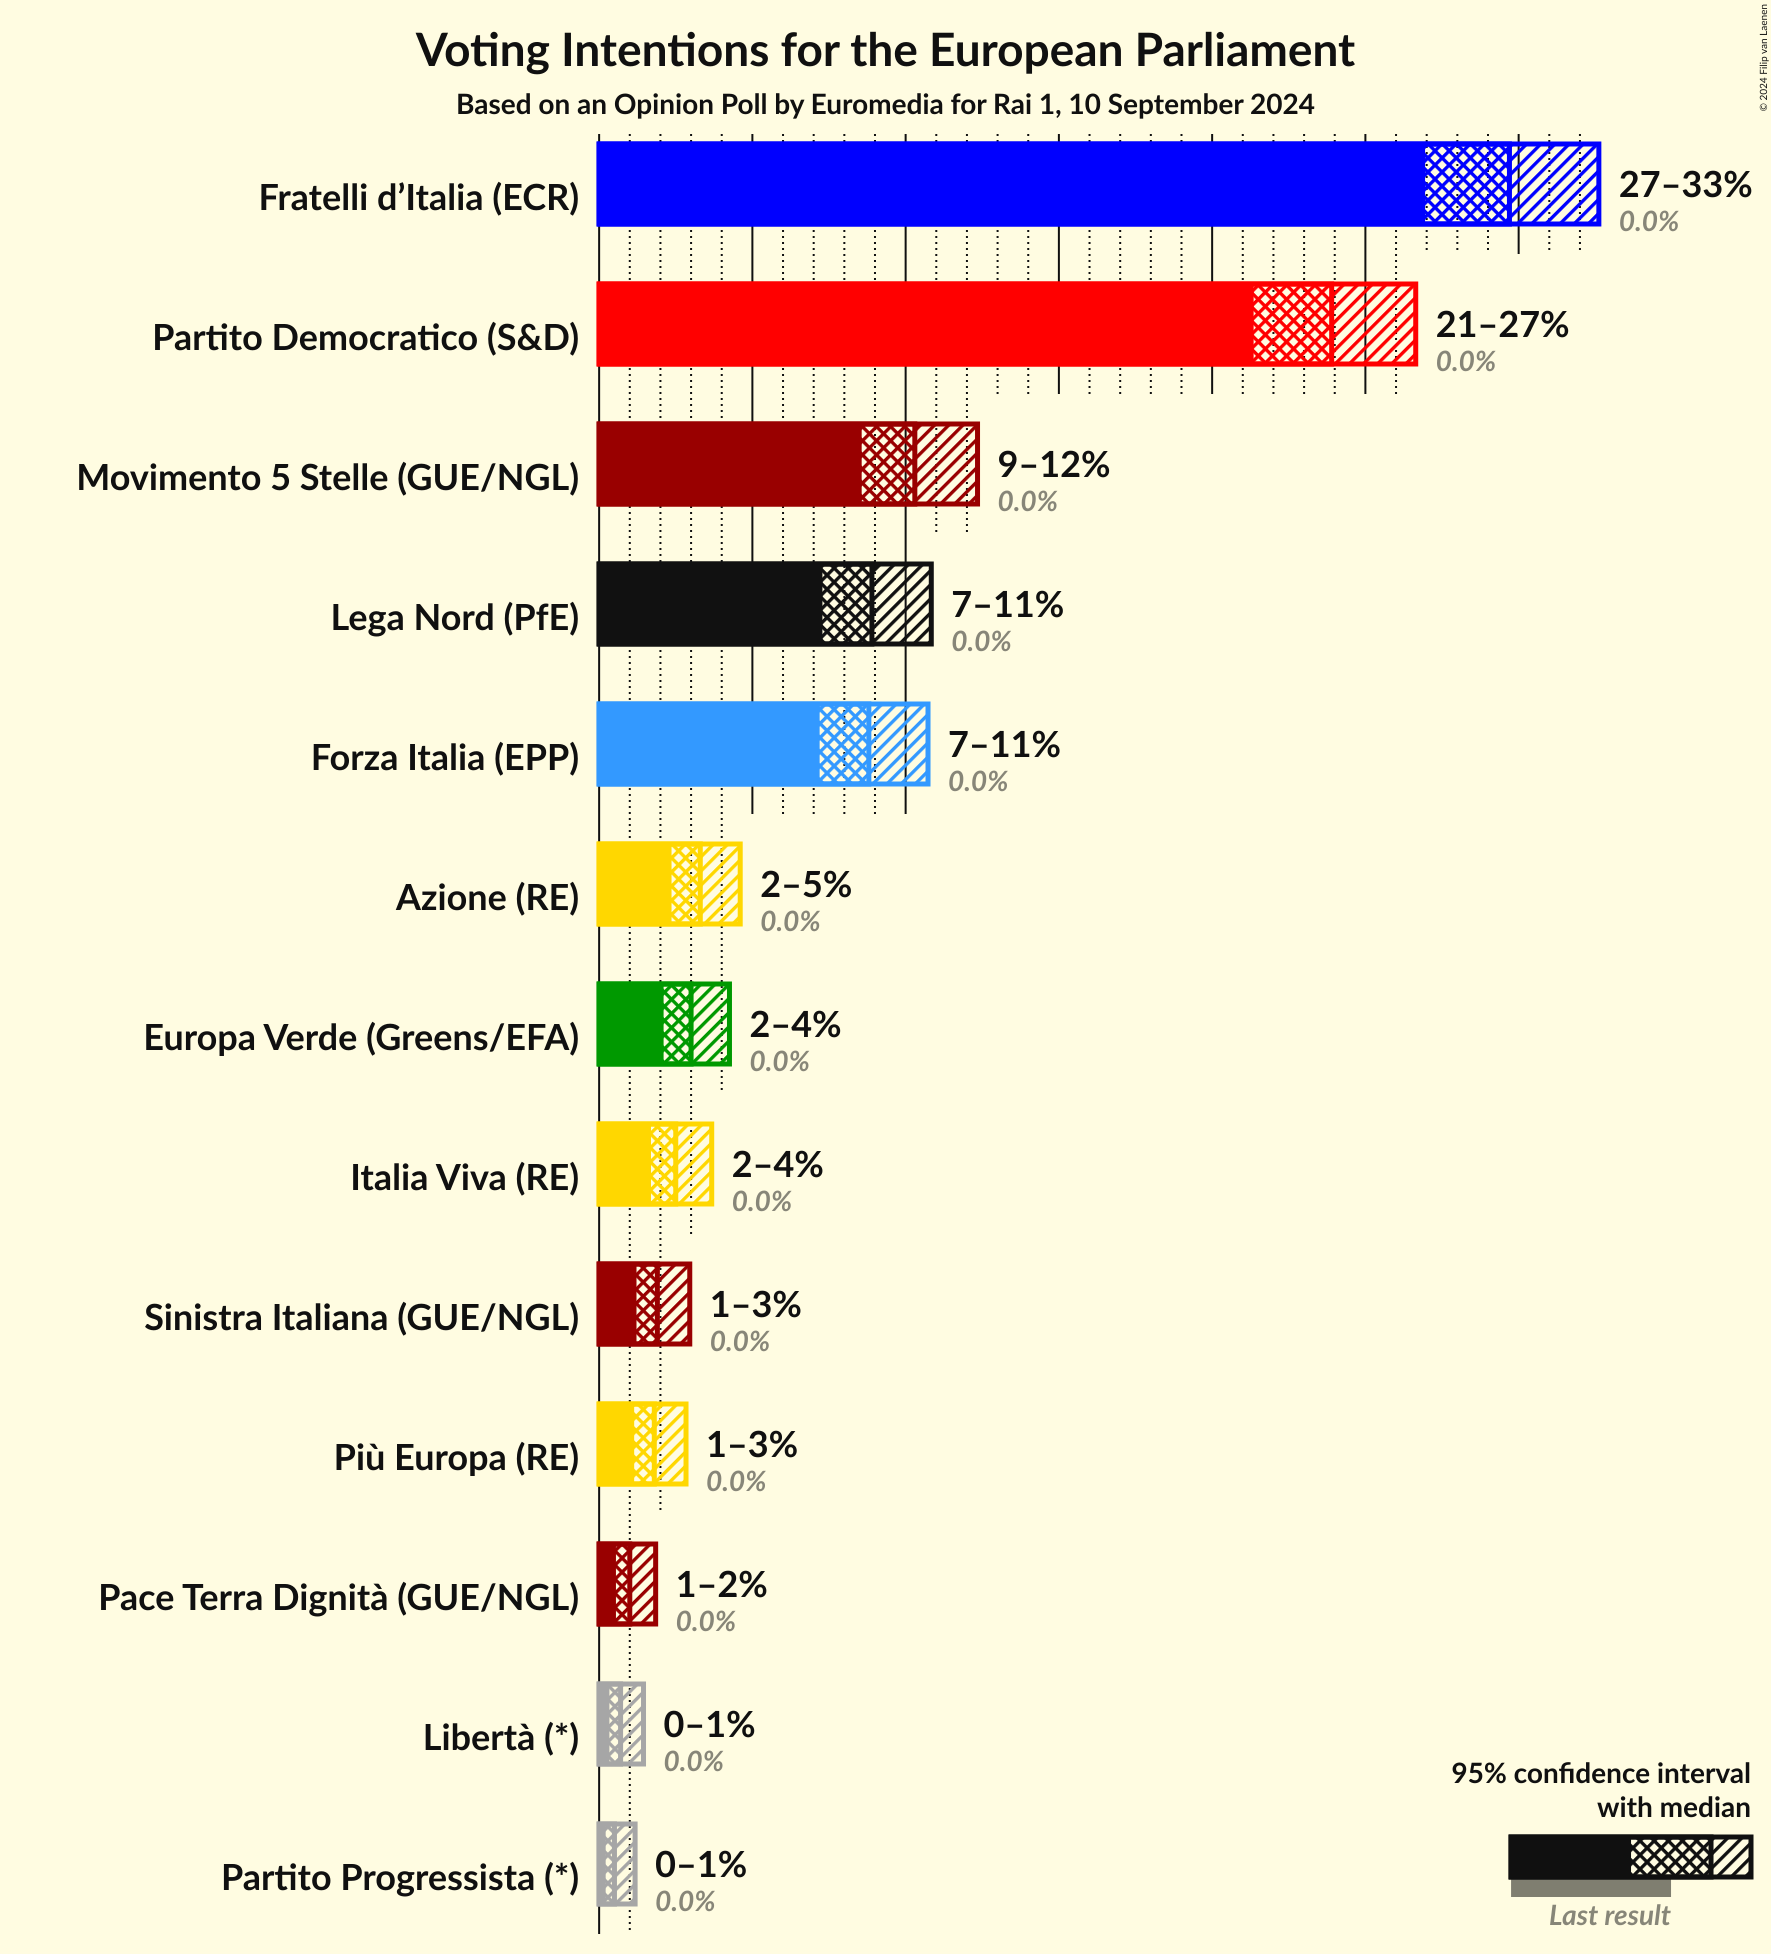 Voting Intentions for the European Parliament
Based on an Opinion Poll by Euromedia for Rai 1, 10 September 2024
© 2024 Filip van Laenen
Fratelli d’Italia (ECR)
27–33%
0.0%
Partito Democratico (S&D)
21–27%
0.0%
Movimento 5 Stelle (GUE/NGL)
9–12%
0.0%
Lega Nord (PfE)
7–11%
0.0%
Forza Italia (EPP)
7–11%
0.0%
Azione (RE)
2–5%
0.0%
Europa Verde (Greens/EFA)
2–4%
0.0%
Italia Viva (RE)
2–4%
0.0%
Sinistra Italiana (GUE/NGL)
1–3%
0.0%
Più Europa (RE)
1–3%
0.0%
Pace Terra Dignità (GUE/NGL)
1–2%
0.0%
Libertà (*)
0–1%
0.0%
Partito Progressista (*)
0–1%
0.0%
95% confidence interval
with median
Last result